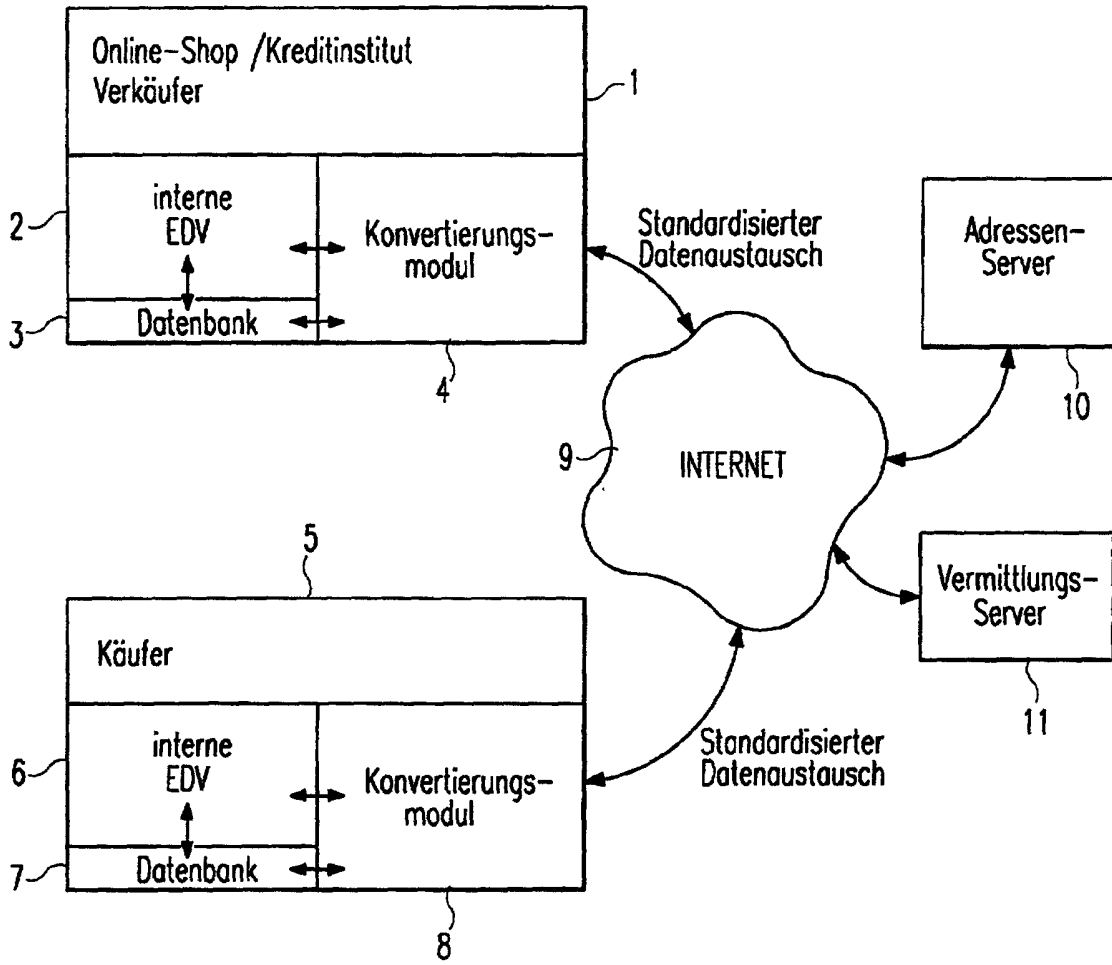 Online-Shop /Kreditinstitut
Verkäufer
1
interne
EDV
2
Konvertierungs-
modul
Datenbank
3
4
Standardisierter
Datenaustausch
Adressen-
Server
10
9
INTERNET
5
Käufer
Vermittlungs-
Server
11
interne
EDV
6
Konvertierungs-
modul
Datenbank
7
8
Standardisierter
Datenaustausch